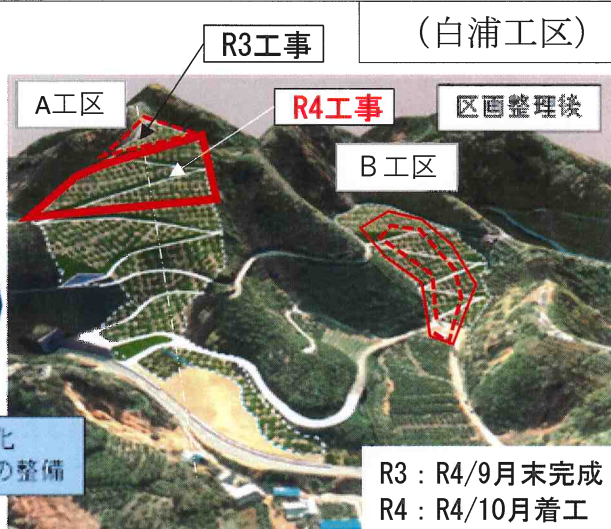 (白浦工区)
R3工事
A工区
R4工事
区画整理後
B工区
化
の整備
R3：R4/9月末完成
R4：R4/10月着工